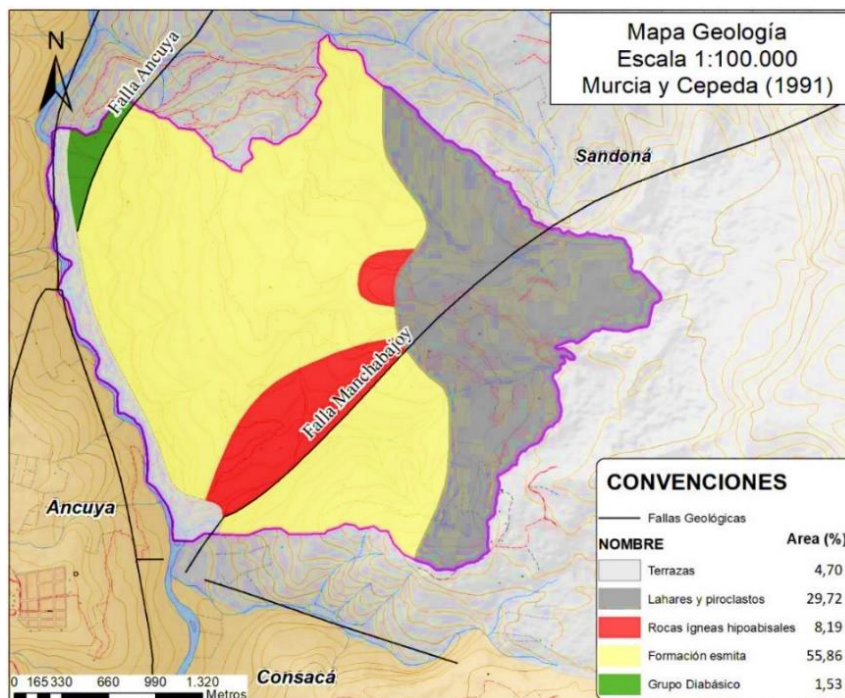 Mapa Geología
Escala 1:100.000
Murcia y Cepeda (1991)
N
Falla Ancuya
Sandoná
Falla Manchabajoy
Ancuya
Consacá
CONVENCIONES
Fallas Geológicas
NOMBRE Area (%)
Terrazas 4,70
Lahares y piroclastos 29,72
Rocas ígneas hipoabisales 8,19
Formación esmita 55,86
Grupo Diabásico 1,53
0 165 330 660 990 1.320
Metros